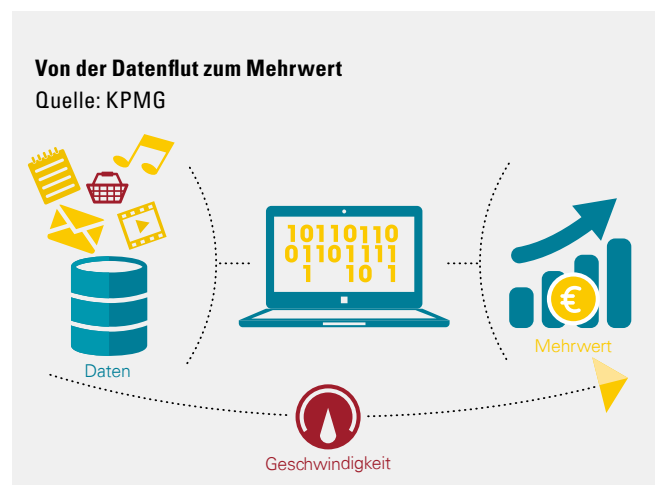 Von der Datenflut zum Mehrwert
Quelle: KPMG
10110110
01101111
1 10 1
€
Mehrwert
Daten
Geschwindigkeit